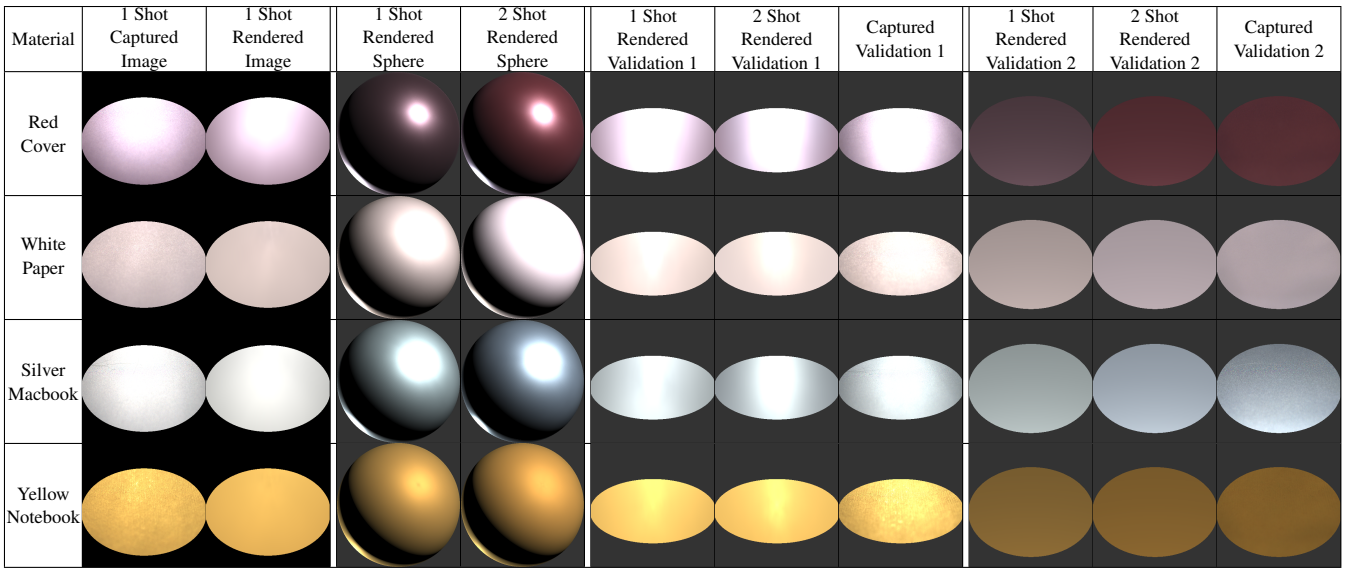 Material
1 Shot
Captured
Image
1 Shot
Rendered
Image
1 Shot
Rendered
Sphere
2 Shot
Rendered
Sphere
1 Shot
Rendered
Validation 1
2 Shot
Rendered
Validation 1
Captured
Validation 1
1 Shot
Rendered
Validation 2
2 Shot
Rendered
Validation 2
Captured
Validation 2
Red
Cover
White
Paper
Silver
Macbook
Yellow
Notebook